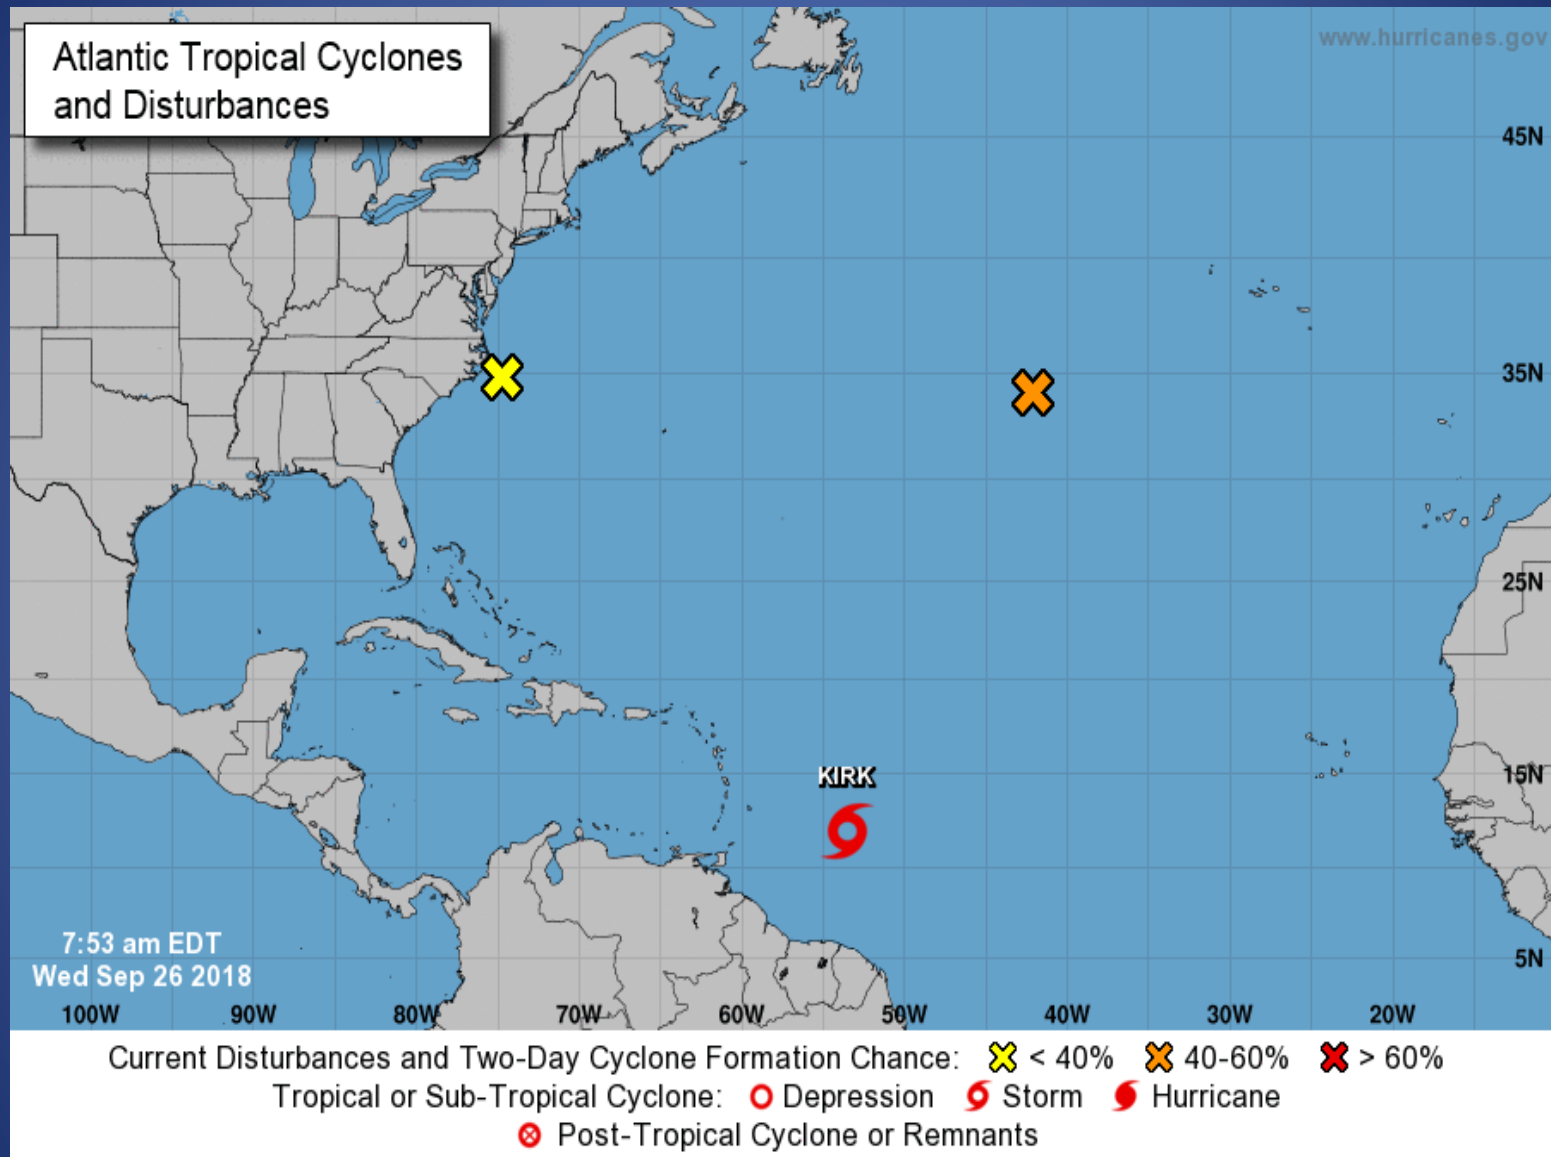 Atlantic Tropical Cyclones
and Disturbances
www.hurricanes.gov
45N
35N
25N
KIRK
15N
7:53 am EDT
Wed Sep 26 2018
5N
100W 90W 80W 70W 60W 50W 40W 30W 20W
Current Disturbances and Two-Day Cyclone Formation Chance: < 40% 40-60% > 60%
Tropical or Sub-Tropical Cyclone: Depression Storm Hurricane
Post-Tropical Cyclone or Remnants